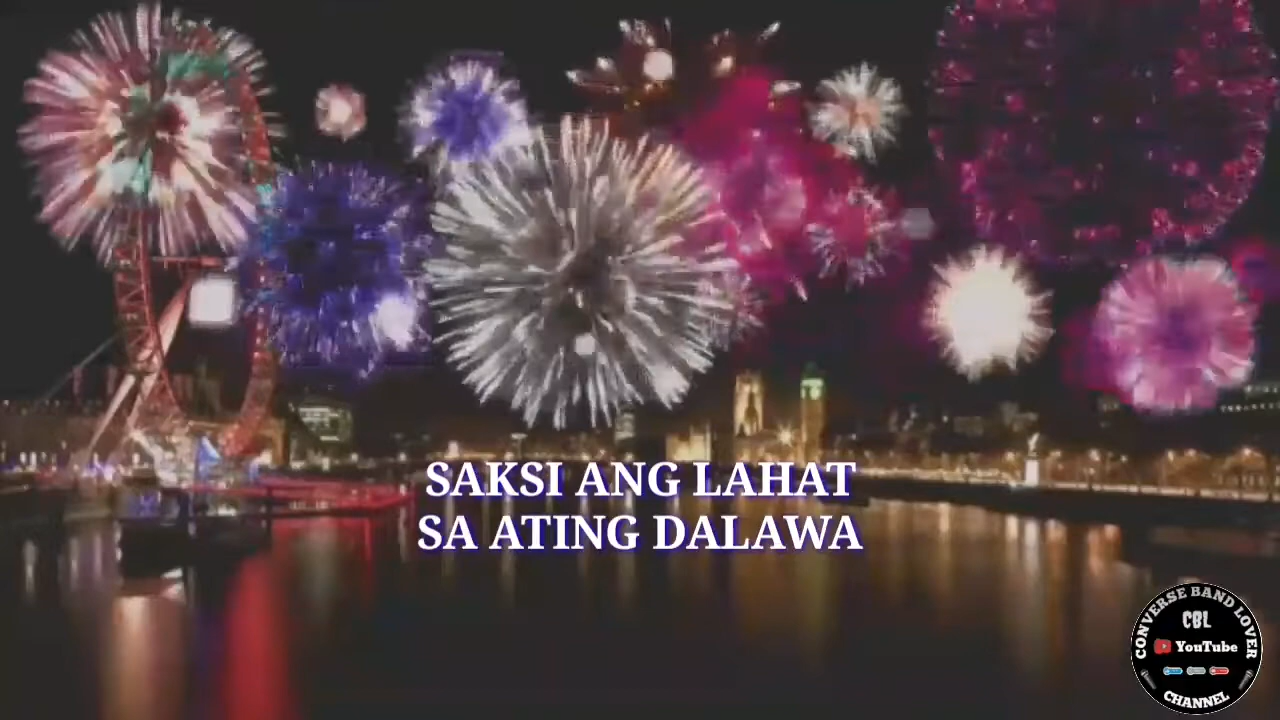 SAKSI ANG LAHAT
SA ATING DALAWA
CONVERSE BAND LOVER
CBL
YouTube
CHANNEL